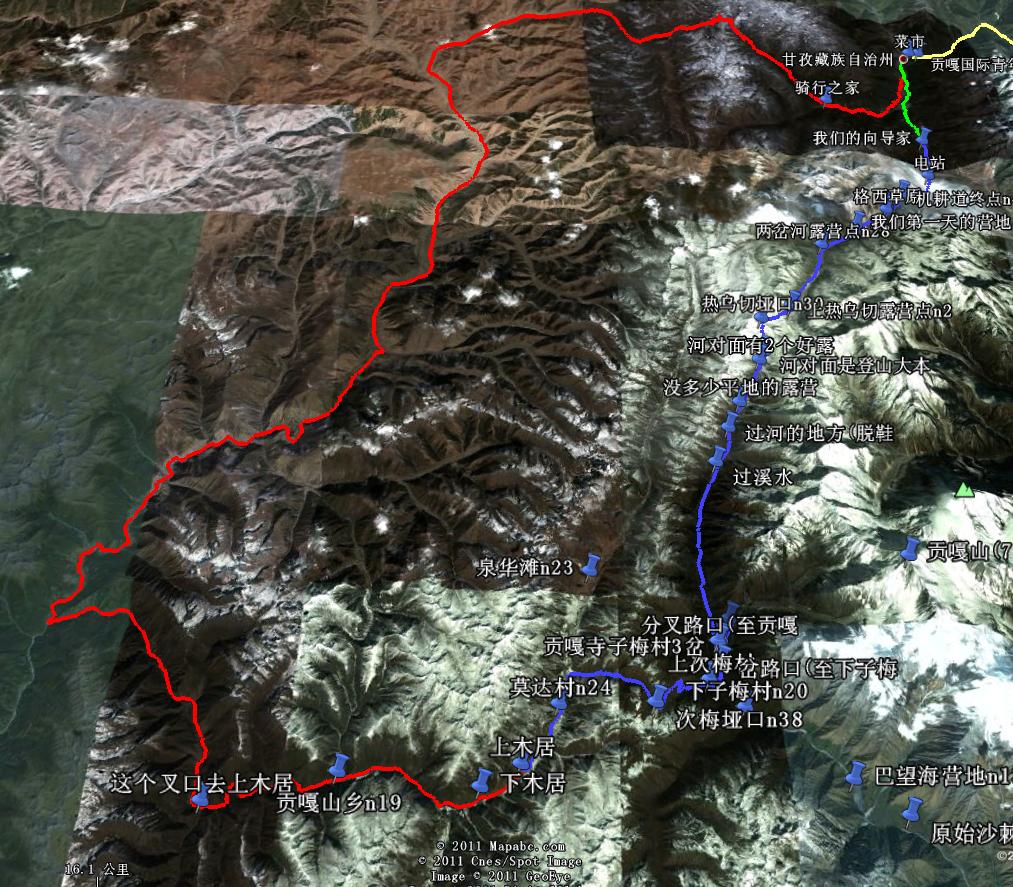 菜市
甘孜藏族自治州
贡嘎国际青年
骑行之家
我们的向导家
电站
格西草原
机耕道终点n
我们第一天的营地
两岔河露营点n28
热乌切垭口n30
上热乌切露营点n2
河对面有2个好露
河对面是登山大本
没多少平地的露营
过河的地方(脱鞋
过溪水
贡嘎山(7
泉华滩n23
分叉路口(至贡嘎
贡嘎寺子梅村3岔
上次梅村
岔路口(至下子梅
莫达村n24
下子梅村n20
次梅垭口n38
上木居
下木居
这个叉口去上木居
贡嘎山乡n19
巴望海营地n1
原始沙棘
© 2011 Mapabc.com
© 2011 Cnes/Spot Image
Image © 2011 GeoEye
16.1 公里